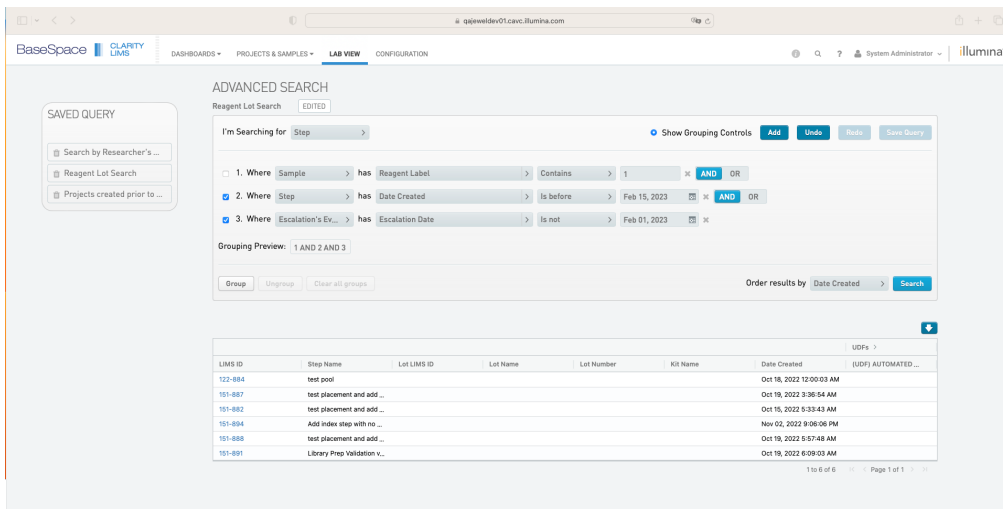 qajeweldev01.cavc.illumina.com
BaseSpace CLARITY LIMS DASHBOARDS PROJECTS & SAMPLES LAB VIEW CONFIGURATION ? System Administrator illumina
ADVANCED SEARCH
Reagent Lot Search EDITED
SAVED QUERY
Search by Researcher's ...
Reagent Lot Search
Projects created prior to ...
I'm Searching for Step > Show Grouping Controls Add Undo Redo Save Query
1. Where Sample > has Reagent Label > Contains > 1 × AND OR
2. Where Step > has Date Created > Is before > Feb 15, 2023 × AND OR
3. Where Escalation's Ev... > has Escalation Date > Is not > Feb 01, 2023 ×
Grouping Preview: 1 AND 2 AND 3
Group Ungroup Clear all groups Order results by Date Created > Search
UDFs >
LIMS ID Step Name Lot LIMS ID Lot Name Lot Number Kit Name Date Created (UDF) AUTOMATED ...
122-884 test pool Oct 18, 2022 12:00:03 AM
151-887 test placement and add ... Oct 19, 2022 3:36:54 AM
151-882 test placement and add ... Oct 15, 2022 5:33:43 AM
151-894 Add index step with no ... Nov 02, 2022 9:06:06 PM
151-888 test placement and add ... Oct 19, 2022 5:57:48 AM
151-891 Library Prep Validation v... Oct 19, 2022 6:09:03 AM
1 to 6 of 6 < Page 1 of 1 >